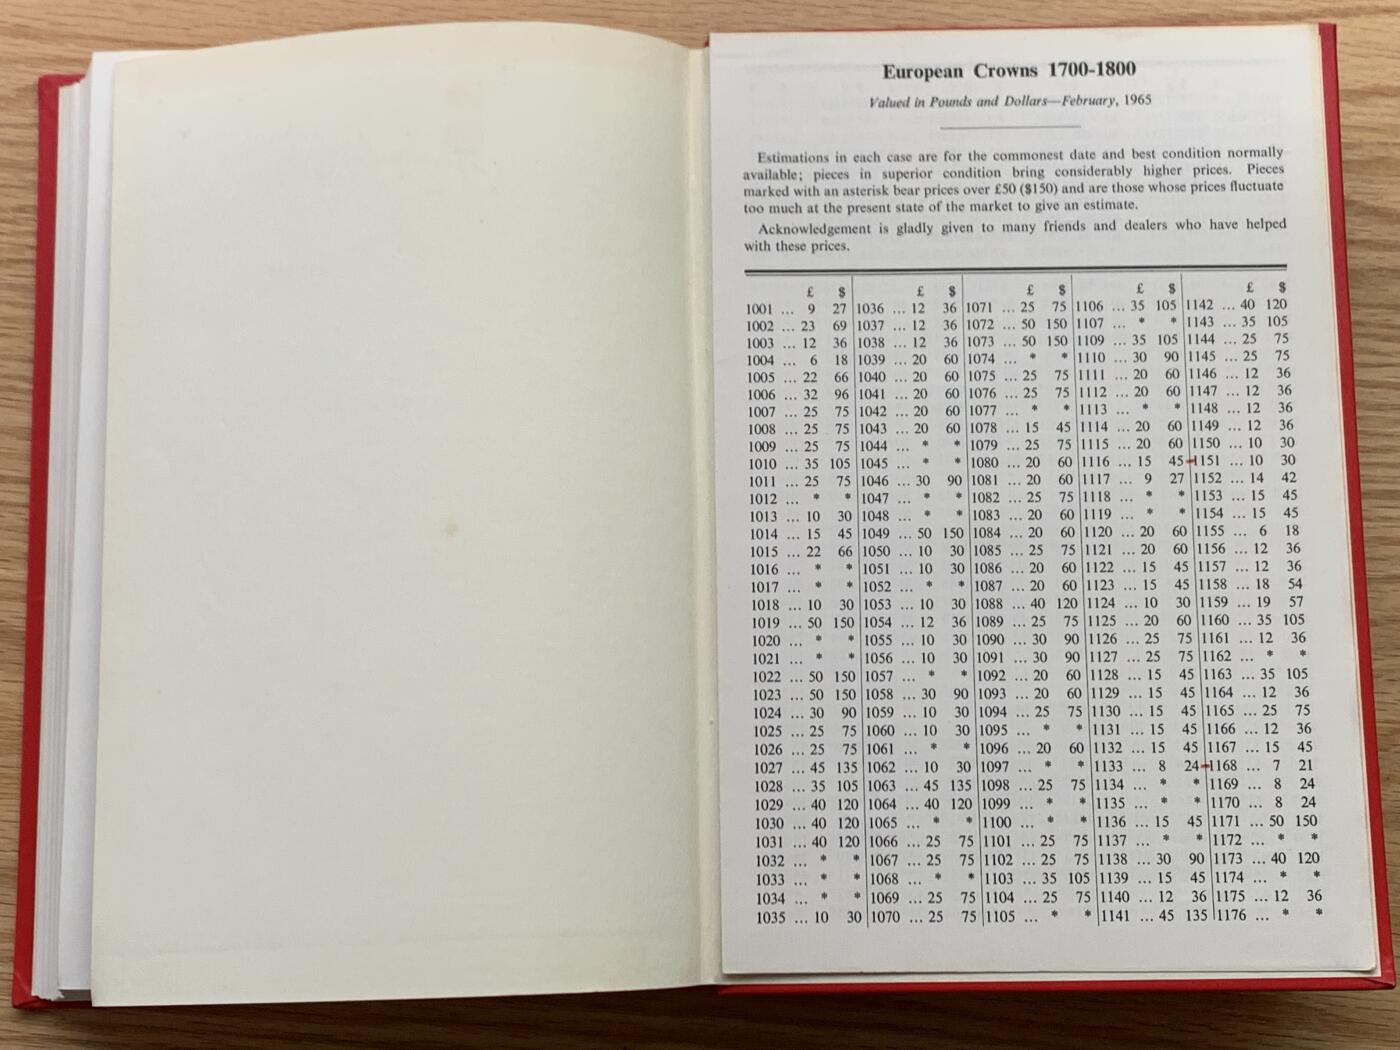 European Crowns 1700-1800
Valued in Pounds and Dollars—February, 1965
Estimations in each case are for the commonest date and best condition normally
available; pieces in superior condition bring considerably higher prices. Pieces
marked with an asterisk bear prices over £50 ($150) and are those whose prices fluctuate
too much at the present state of the market to give an estimate.
Acknowledgement is gladly given to many friends and dealers who have helped
with these prices.
£ $ £ $ £ $ £ $ £ $
1001 ... 9 27 1036 ... 12 36 1071 ... 25 75 1106 ... 35 105 1142 ... 40 120
1002 ... 23 69 1037 ... 12 36 1072 ... 50 150 1107 ... * * 1143 ... 35 105
1003 ... 12 36 1038 ... 12 36 1073 ... 50 150 1109 ... 35 105 1144 ... 25 75
1004 ... 6 18 1039 ... 20 60 1074 ... * * 1110 ... 30 90 1145 ... 25 75
1005 ... 22 66 1040 ... 20 60 1075 ... 25 75 1111 ... 20 60 1146 ... 12 36
1006 ... 32 96 1041 ... 20 60 1076 ... 25 75 1112 ... 20 60 1147 ... 12 36
1007 ... 25 75 1042 ... 20 60 1077 ... * * 1113 ... * * 1148 ... 12 36
1008 ... 25 75 1043 ... 20 60 1078 ... 15 45 1114 ... 20 60 1149 ... 12 36
1009 ... 25 75 1044 ... * * 1079 ... 25 75 1115 ... 20 60 1150 ... 10 30
1010 ... 35 105 1045 ... * * 1080 ... 20 60 1116 ... 15 45 1151 ... 10 30
1011 ... 25 75 1046 ... 30 90 1081 ... 20 60 1117 ... 9 27 1152 ... 14 42
1012 ... * * 1047 ... * * 1082 ... 25 75 1118 ... * * 1153 ... 15 45
1013 ... 10 30 1048 ... * * 1083 ... 20 60 1119 ... * * 1154 ... 15 45
1014 ... 15 45 1049 ... 50 150 1084 ... 20 60 1120 ... 20 60 1155 ... 6 18
1015 ... 22 66 1050 ... 10 30 1085 ... 25 75 1121 ... 20 60 1156 ... 12 36
1016 ... * * 1051 ... 10 30 1086 ... 20 60 1122 ... 15 45 1157 ... 12 36
1017 ... * * 1052 ... * * 1087 ... 20 60 1123 ... 15 45 1158 ... 18 54
1018 ... 10 30 1053 ... 10 30 1088 ... 40 120 1124 ... 10 30 1159 ... 19 57
1019 ... 50 150 1054 ... 12 36 1089 ... 25 75 1125 ... 20 60 1160 ... 35 105
1020 ... * * 1055 ... 10 30 1090 ... 30 90 1126 ... 25 75 1161 ... 12 36
1021 ... * * 1056 ... 10 30 1091 ... 30 90 1127 ... 25 75 1162 ... * *
1022 ... 50 150 1057 ... * * 1092 ... 20 60 1128 ... 15 45 1163 ... 35 105
1023 ... 50 150 1058 ... 30 90 1093 ... 20 60 1129 ... 15 45 1164 ... 12 36
1024 ... 30 90 1059 ... 10 30 1094 ... 25 75 1130 ... 15 45 1165 ... 25 75
1025 ... 25 75 1060 ... 10 30 1095 ... * * 1131 ... 15 45 1166 ... 12 36
1026 ... 25 75 1061 ... * * 1096 ... 20 60 1132 ... 15 45 1167 ... 15 45
1027 ... 45 135 1062 ... 10 30 1097 ... * * 1133 ... 8 24 1168 ... 7 21
1028 ... 35 105 1063 ... 45 135 1098 ... 25 75 1134 ... * * 1169 ... 8 24
1029 ... 40 120 1064 ... 40 120 1099 ... * * 1135 ... * * 1170 ... 8 24
1030 ... 40 120 1065 ... * * 1100 ... * * 1136 ... 15 45 1171 ... 50 150
1031 ... 40 120 1066 ... 25 75 1101 ... 25 75 1137 ... * * 1172 ... * *
1032 ... * * 1067 ... 25 75 1102 ... 25 75 1138 ... 30 90 1173 ... 40 120
1033 ... * * 1068 ... * * 1103 ... 35 105 1139 ... 15 45 1174 ... * *
1034 ... * * 1069 ... 25 75 1104 ... 25 75 1140 ... 12 36 1175 ... 12 36
1035 ... 10 30 1070 ... 25 75 1105 ... * * 1141 ... 45 135 1176 ... * *